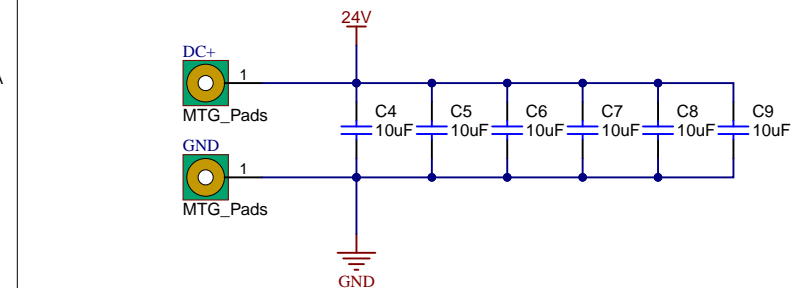 24V
DC+
1
MTG_Pads
A
C4
10uF
C5
10uF
C6
10uF
C7
10uF
C8
10uF
C9
10uF
GND
1
MTG_Pads
GND